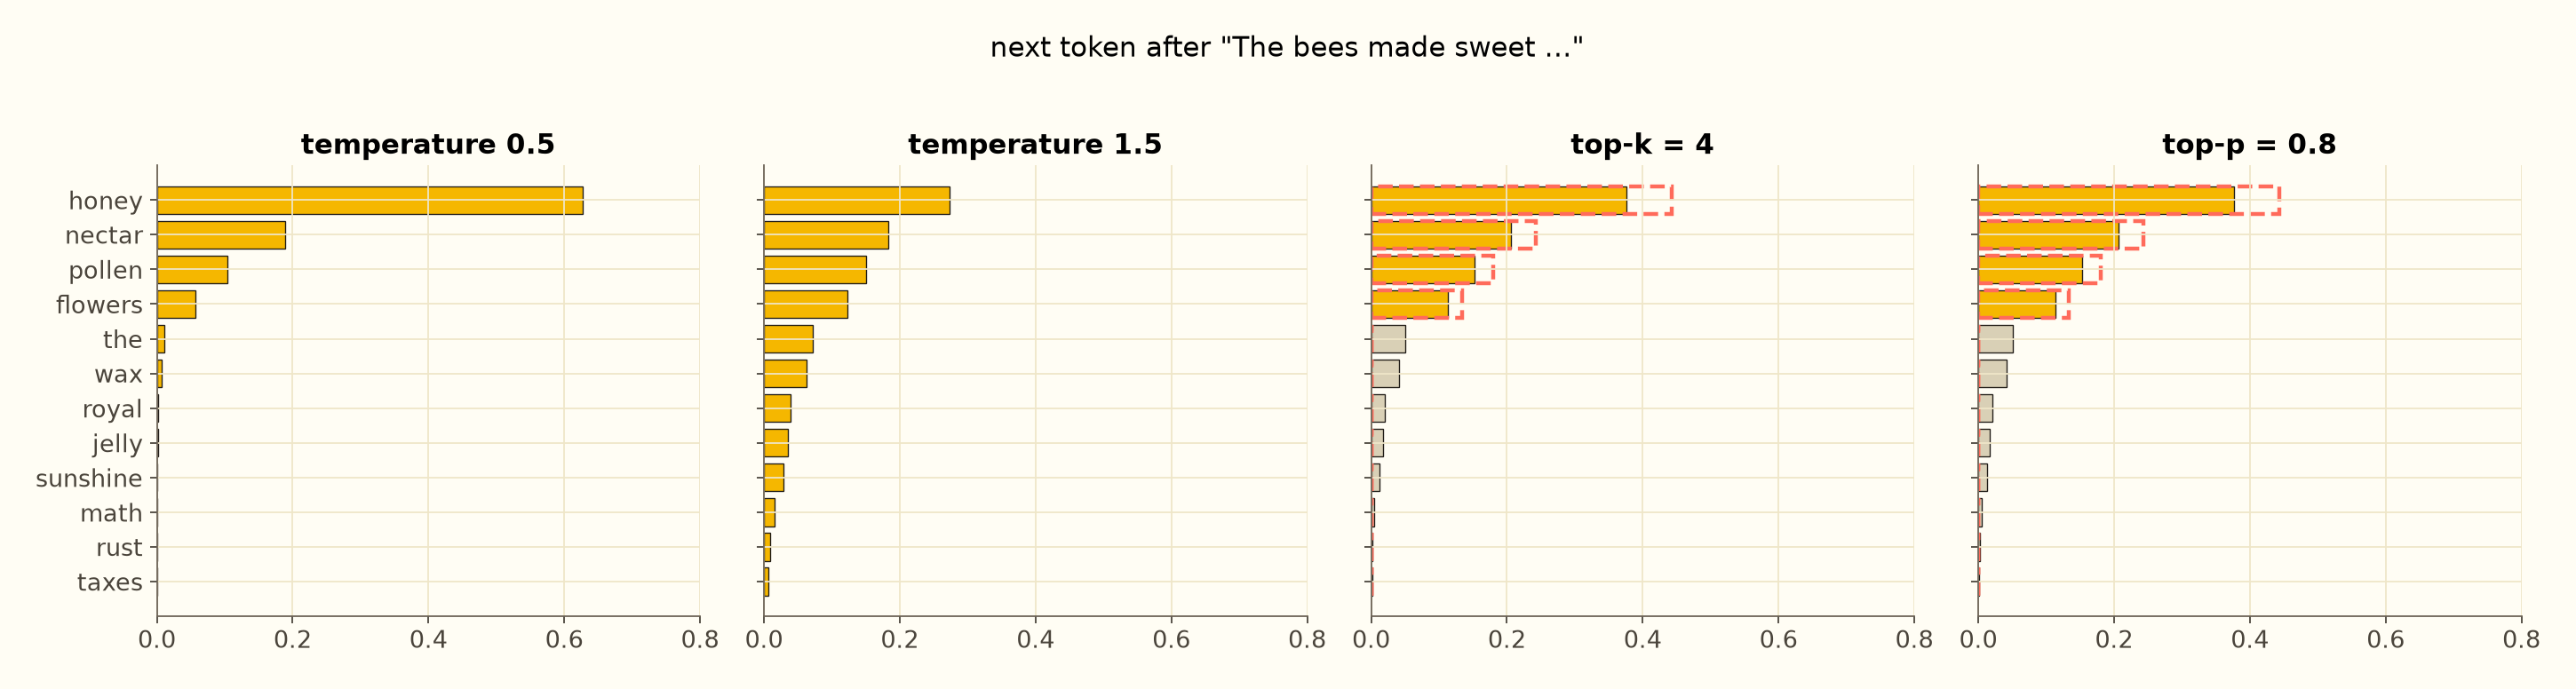 next token after "The bees made sweet ..."
temperature 0.5
temperature 1.5
top-k = 4
top-p = 0.8
honey
nectar
pollen
flowers
the
wax
royal
jelly
sunshine
math
rust
taxes
0.0 0.2 0.4 0.6 0.8
0.0 0.2 0.4 0.6 0.8
0.0 0.2 0.4 0.6 0.8
0.0 0.2 0.4 0.6 0.8